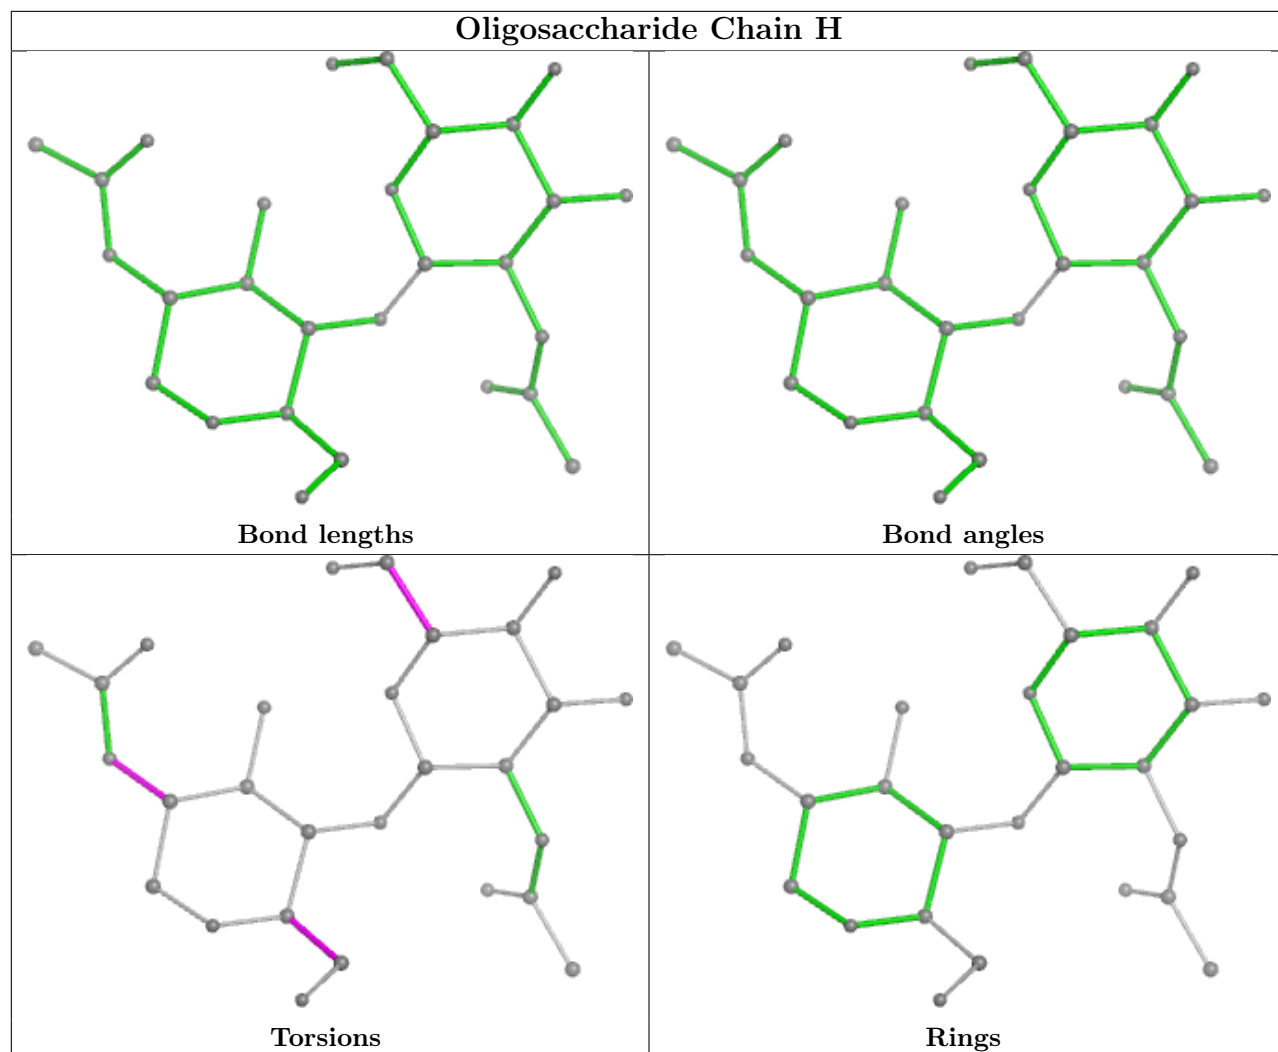 Oligosaccharide Chain H
Bond lengths
Bond angles
Torsions
Rings